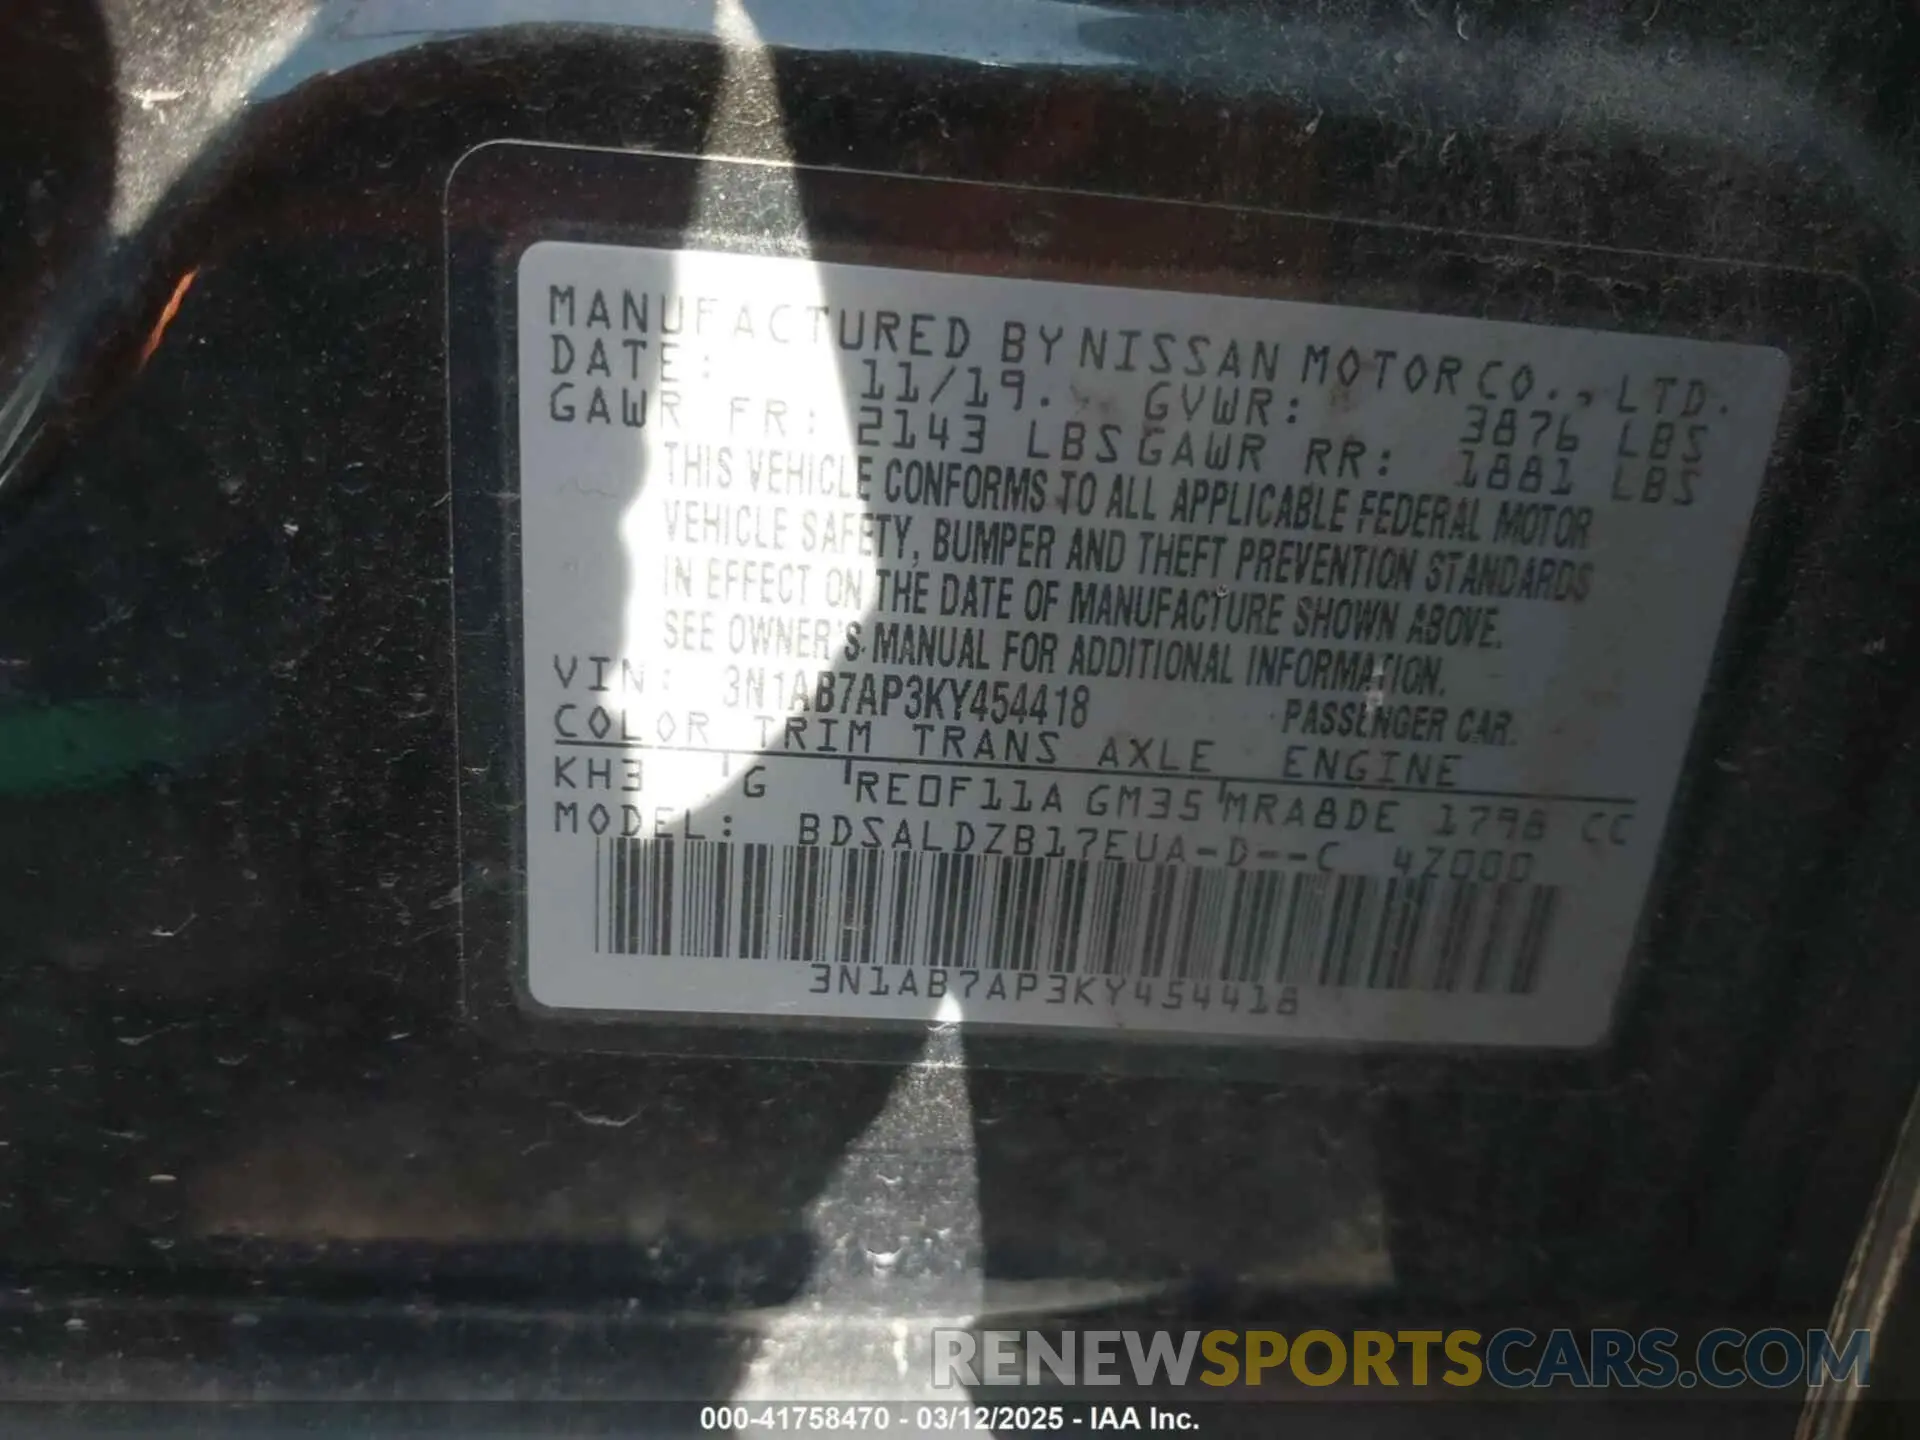 MANUFACTURED BY NISSAN MOTOR CO., LTD.
DATE: 11/19. GVWR: 3876 LBS
GAWR FR: 2143 LBS GAWR RR: 1881 LBS
THIS VEHICLE CONFORMS TO ALL APPLICABLE FEDERAL MOTOR
VEHICLE SAFETY, BUMPER AND THEFT PREVENTION STANDARDS
IN EFFECT ON THE DATE OF MANUFACTURE SHOWN ABOVE.
SEE OWNER'S MANUAL FOR ADDITIONAL INFORMATION.
VIN: 3N1AB7AP3KY454418 PASSENGER CAR.
COLOR TRIM TRANS AXLE ENGINE
KH3 G RE0F11A GM35 MRA8DE 1798 CC
MODEL: BDSALDZB17EUA-D--C 4Z000
3N1AB7AP3KY454418
RENEWSPORTSCARS.COM
000-41758470 - 03/12/2025 - IAA Inc.